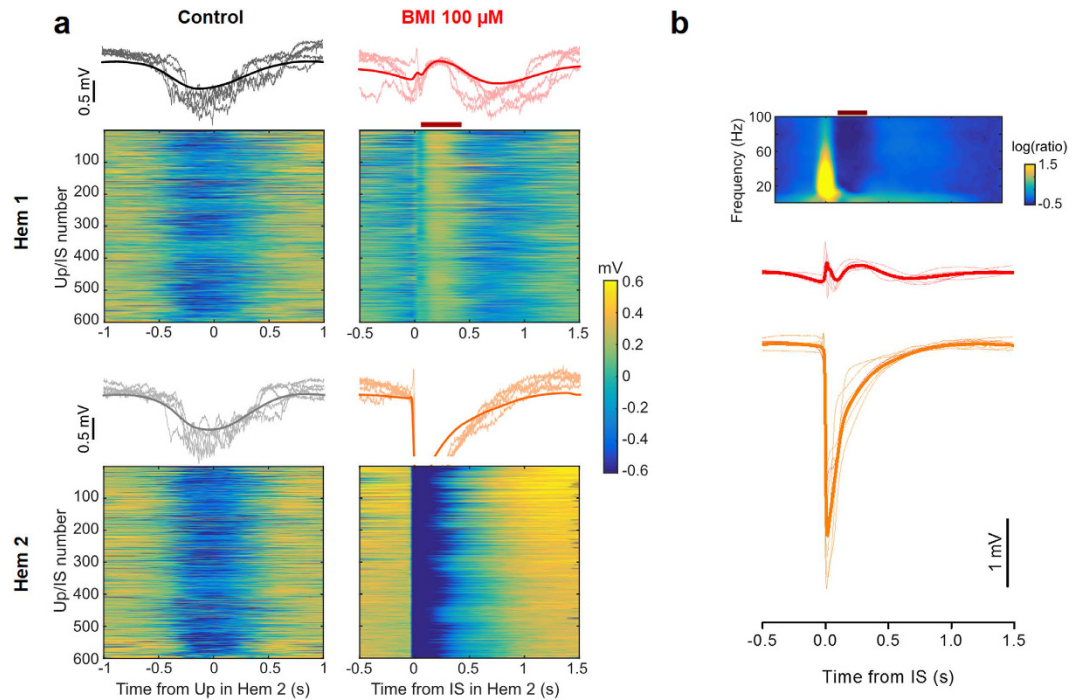 a
Control
BMI 100 µM
b
0.5 mV
Hem 1
Up/IS number
100
200
300
400
500
600
-1 -0.5 0 0.5 1
-0.5 0 0.5 1 1.5
Frequency (Hz)
100
60
20
log(ratio)
1.5
-0.5
mV
0.6
0.4
0.2
0
-0.2
-0.4
-0.6
0.5 mV
Hem 2
Up/IS number
100
200
300
400
500
600
-1 -0.5 0 0.5 1
Time from Up in Hem 2 (s)
-0.5 0 0.5 1 1.5
Time from IS in Hem 2 (s)
1 mV
-0.5 0.0 0.5 1.0 1.5
Time from IS (s)